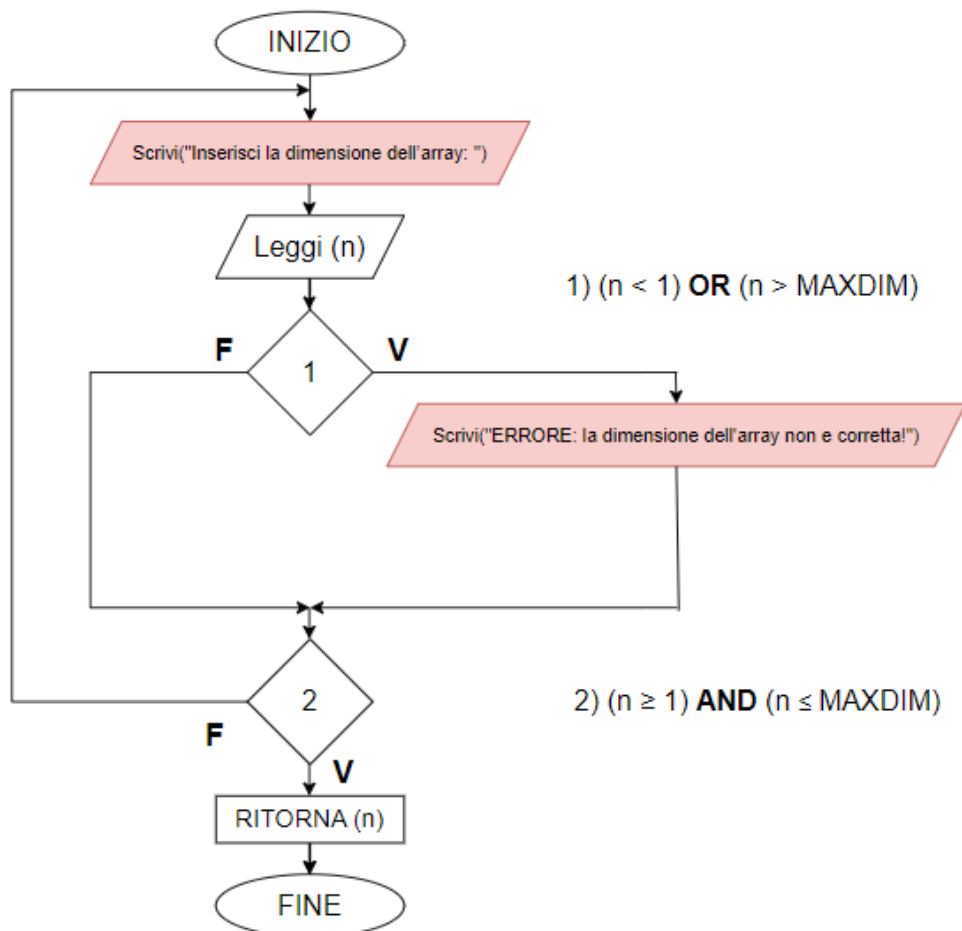 INIZIO
Scrivi("Inserisci la dimensione dell'array: ")
Leggi (n)
1) (n < 1) OR (n > MAXDIM)
F
V
1
Scrivi("ERRORE: la dimensione dell'array non e corretta!")
2
2) (n ≥ 1) AND (n ≤ MAXDIM)
F
V
RITORNA (n)
FINE